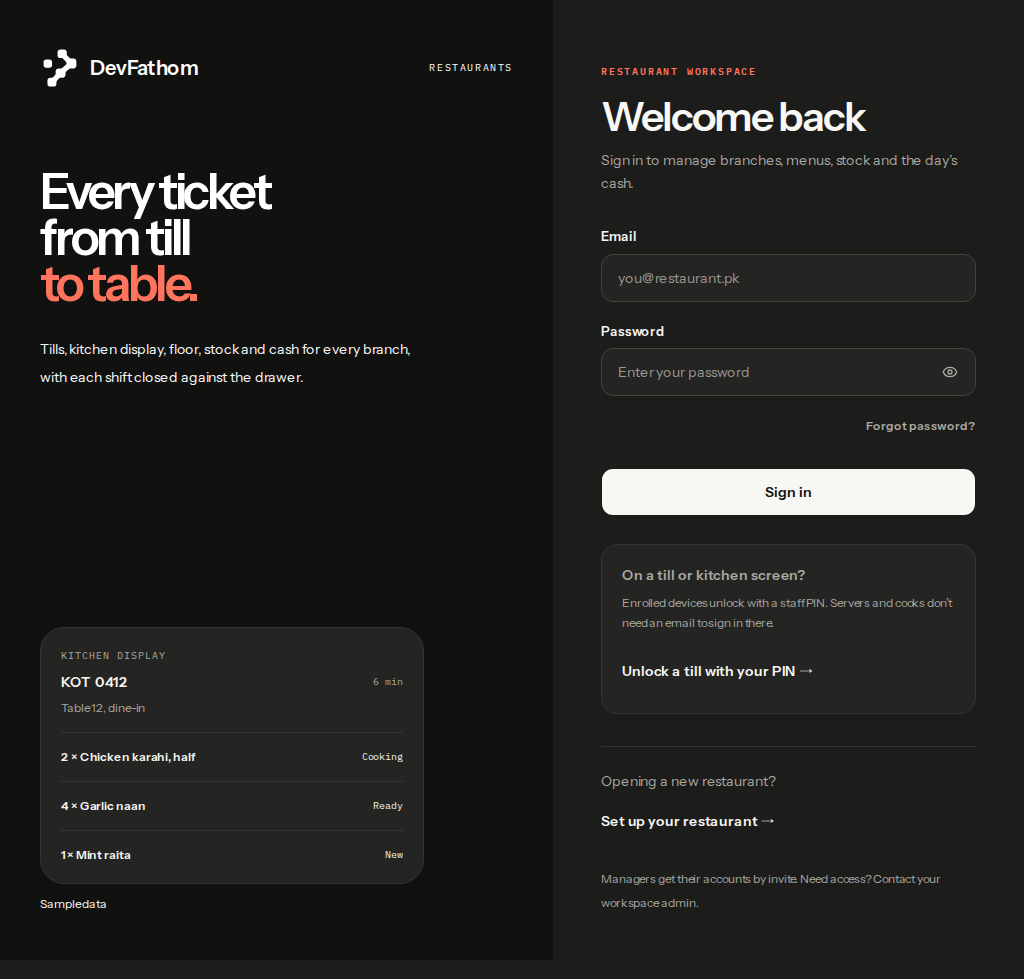 DevFathom
RESTAURANTS
Every ticket
from till
to table.
Tills, kitchen display, floor, stock and cash for every branch,
with each shift closed against the drawer.
KITCHEN DISPLAY
KOT 0412
6 min
Table 12, dine-in
2 × Chicken karahi, half
Cooking
4 × Garlic naan
Ready
1 × Mint raita
New
Sample data
RESTAURANT WORKSPACE
Welcome back
Sign in to manage branches, menus, stock and the day's
cash.
Email
you@restaurant.pk
Password
Enter your password
Forgot password?
Sign in
On a till or kitchen screen?
Enrolled devices unlock with a staff PIN. Servers and cooks don't
need an email to sign in there.
Unlock a till with your PIN →
Opening a new restaurant?
Set up your restaurant →
Managers get their accounts by invite. Need access? Contact your
workspace admin.